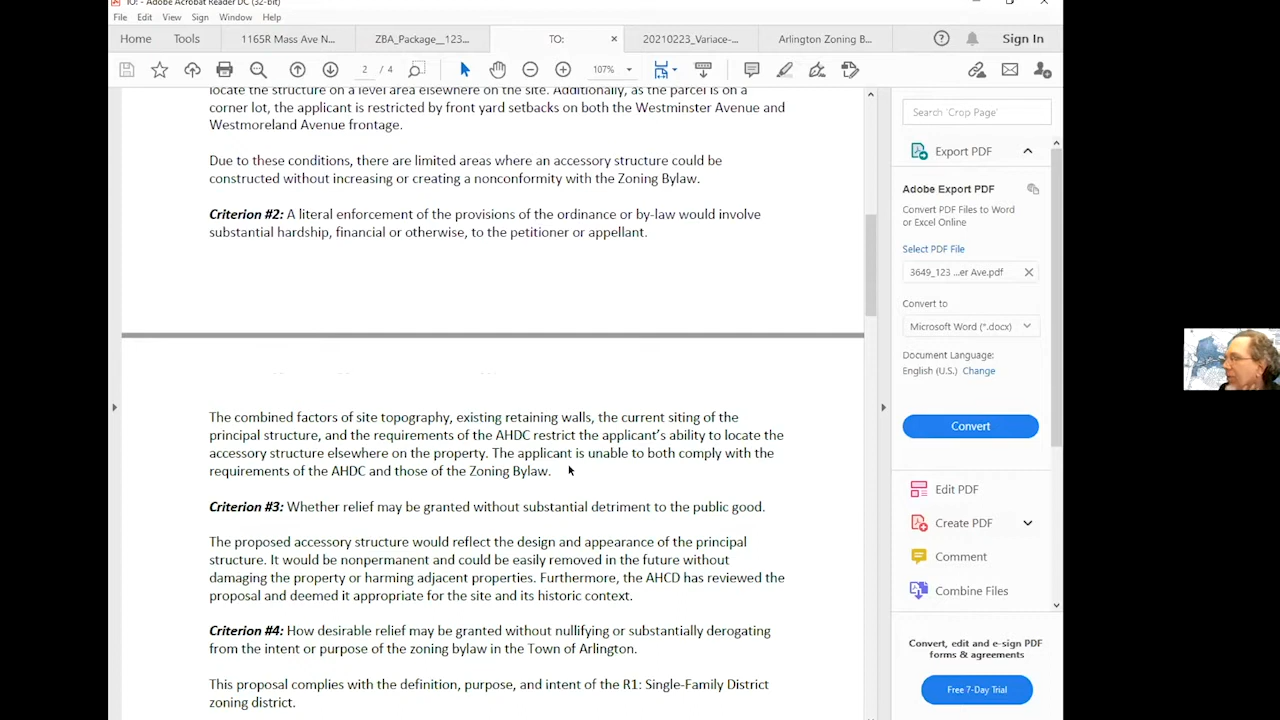 TO: - Adobe Acrobat Reader DC (32-bit)
File Edit View Sign Window Help
Home Tools 1165R Mass Ave N... ZBA_Package__123... TO: 20210223_Variace-... Arlington Zoning B... Sign In
2 / 4 107%
locate the structure on a level area elsewhere on the site. Additionally, as the parcel is on a
corner lot, the applicant is restricted by front yard setbacks on both the Westminster Avenue and
Westmoreland Avenue frontage.
Due to these conditions, there are limited areas where an accessory structure could be
constructed without increasing or creating a nonconformity with the Zoning Bylaw.
Criterion #2: A literal enforcement of the provisions of the ordinance or by-law would involve
substantial hardship, financial or otherwise, to the petitioner or appellant.
The combined factors of site topography, existing retaining walls, the current siting of the
principal structure, and the requirements of the AHDC restrict the applicant's ability to locate the
accessory structure elsewhere on the property. The applicant is unable to both comply with the
requirements of the AHDC and those of the Zoning Bylaw.
Criterion #3: Whether relief may be granted without substantial detriment to the public good.
The proposed accessory structure would reflect the design and appearance of the principal
structure. It would be nonpermanent and could be easily removed in the future without
damaging the property or harming adjacent properties. Furthermore, the AHCD has reviewed the
proposal and deemed it appropriate for the site and its historic context.
Criterion #4: How desirable relief may be granted without nullifying or substantially derogating
from the intent or purpose of the zoning bylaw in the Town of Arlington.
This proposal complies with the definition, purpose, and intent of the R1: Single-Family District
zoning district.
Search 'Crop Page'
Export PDF
Adobe Export PDF
Convert PDF Files to Word
or Excel Online
Select PDF File
3649_123 ...er Ave.pdf
Convert to
Microsoft Word (*.docx)
Document Language:
English (U.S.) Change
Convert
Edit PDF
Create PDF
Comment
Combine Files
Convert, edit and e-sign PDF
forms & agreements
Free 7-Day Trial